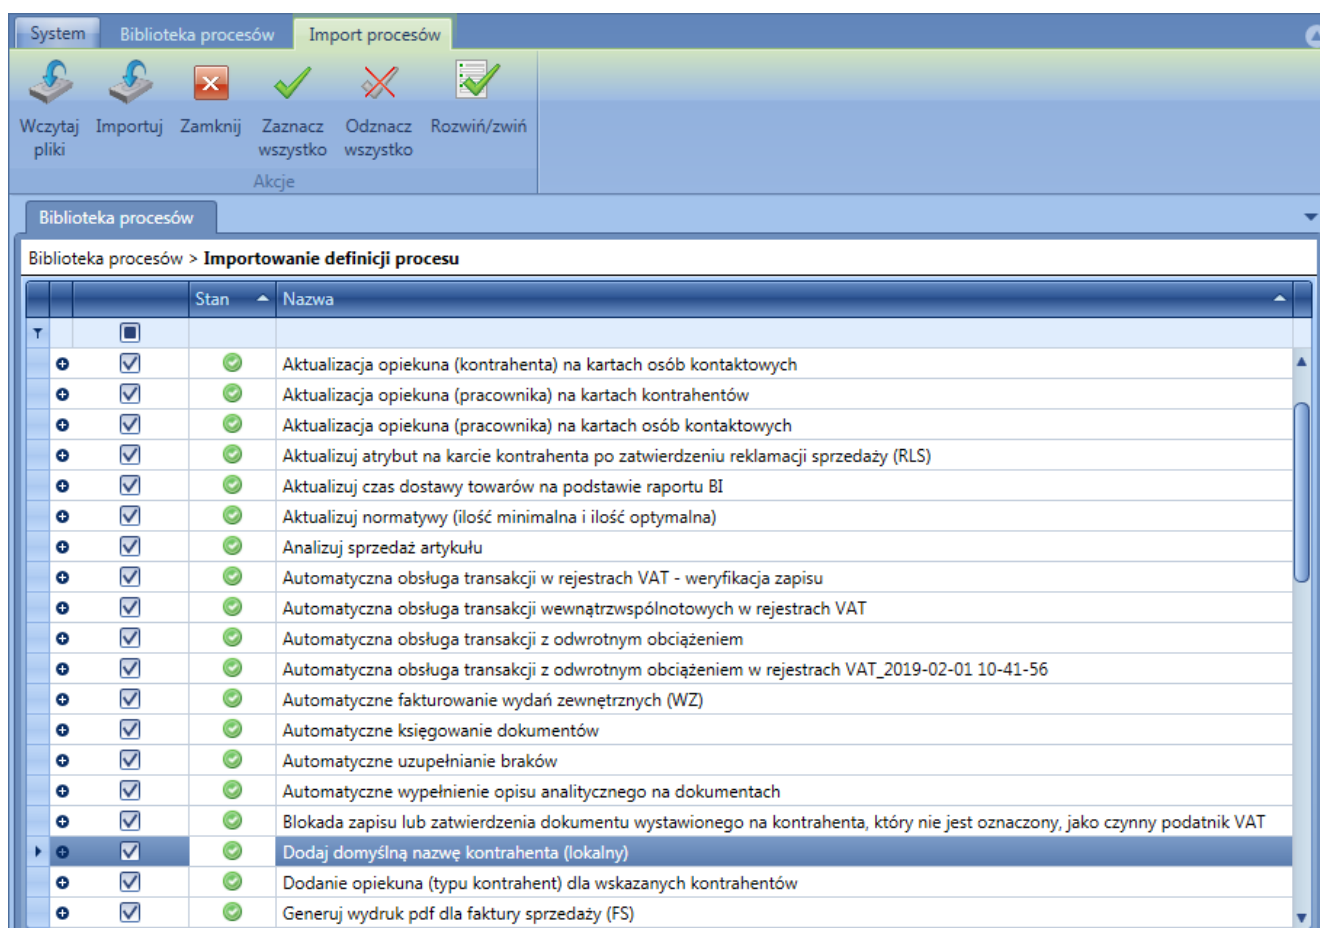 System Biblioteka procesów Import procesów
Wczytaj pliki Importuj Zamknij Zaznacz wszystko Odznacz wszystko Rozwiń/zwiń
Akcje
Biblioteka procesów
Biblioteka procesów > Importowanie definicji procesu
Stan Nazwa
Aktualizacja opiekuna (kontrahenta) na kartach osób kontaktowych
Aktualizacja opiekuna (pracownika) na kartach kontrahentów
Aktualizacja opiekuna (pracownika) na kartach osób kontaktowych
Aktualizuj atrybut na karcie kontrahenta po zatwierdzeniu reklamacji sprzedaży (RLS)
Aktualizuj czas dostawy towarów na podstawie raportu BI
Aktualizuj normatywy (ilość minimalna i ilość optymalna)
Analizuj sprzedaż artykułu
Automatyczna obsługa transakcji w rejestrach VAT - weryfikacja zapisu
Automatyczna obsługa transakcji wewnątrzwspólnotowych w rejestrach VAT
Automatyczna obsługa transakcji z odwrotnym obciążeniem
Automatyczna obsługa transakcji z odwrotnym obciążeniem w rejestrach VAT_2019-02-01 10-41-56
Automatyczne fakturowanie wydań zewnętrznych (WZ)
Automatyczne księgowanie dokumentów
Automatyczne uzupełnianie braków
Automatyczne wypełnienie opisu analitycznego na dokumentach
Blokada zapisu lub zatwierdzenia dokumentu wystawionego na kontrahenta, który nie jest oznaczony, jako czynny podatnik VAT
Dodaj domyślną nazwę kontrahenta (lokalny)
Dodanie opiekuna (typu kontrahent) dla wskazanych kontrahentów
Generuj wydruk pdf dla faktury sprzedaży (FS)